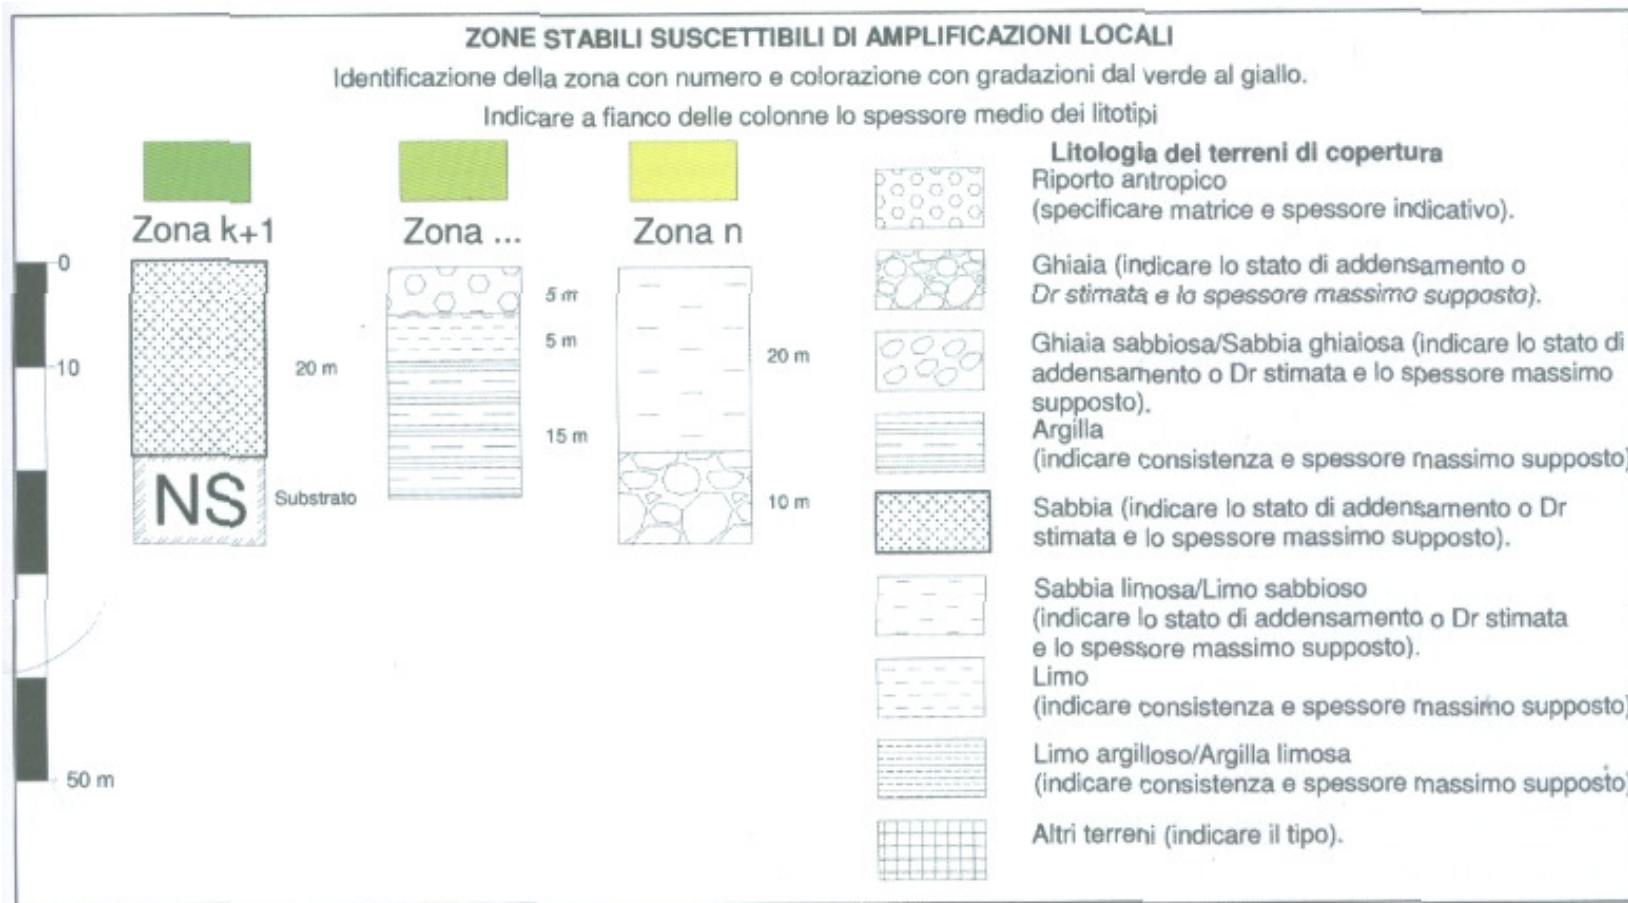 ZONE STABILI SUSCETTIBILI DI AMPLIFICAZIONI LOCALI
Identificazione della zona con numero e colorazione con gradazioni dal verde al giallo.
Indicare a fianco delle colonne lo spessore medio dei litotipi
Zona k+1
Zona ...
Zona n
0
10
50 m
20 m
NS
Substrato
5 m
5 m
15 m
20 m
10 m
Litologia dei terreni di copertura
Riporto antropico
(specificare matrice e spessore indicativo).
Ghiaia (indicare lo stato di addensamento o
Dr stimata e lo spessore massimo supposto).
Ghiaia sabbiosa/Sabbia ghiaiosa (indicare lo stato di
addensamento o Dr stimata e lo spessore massimo
supposto).
Argilla
(indicare consistenza e spessore massimo supposto)
Sabbia (indicare lo stato di addensamento o Dr
stimata e lo spessore massimo supposto).
Sabbia limosa/Limo sabbioso
(indicare lo stato di addensamento o Dr stimata
e lo spessore massimo supposto).
Limo
(indicare consistenza e spessore massimo supposto)
Limo argilloso/Argilla limosa
(indicare consistenza e spessore massimo supposto)
Altri terreni (indicare il tipo).